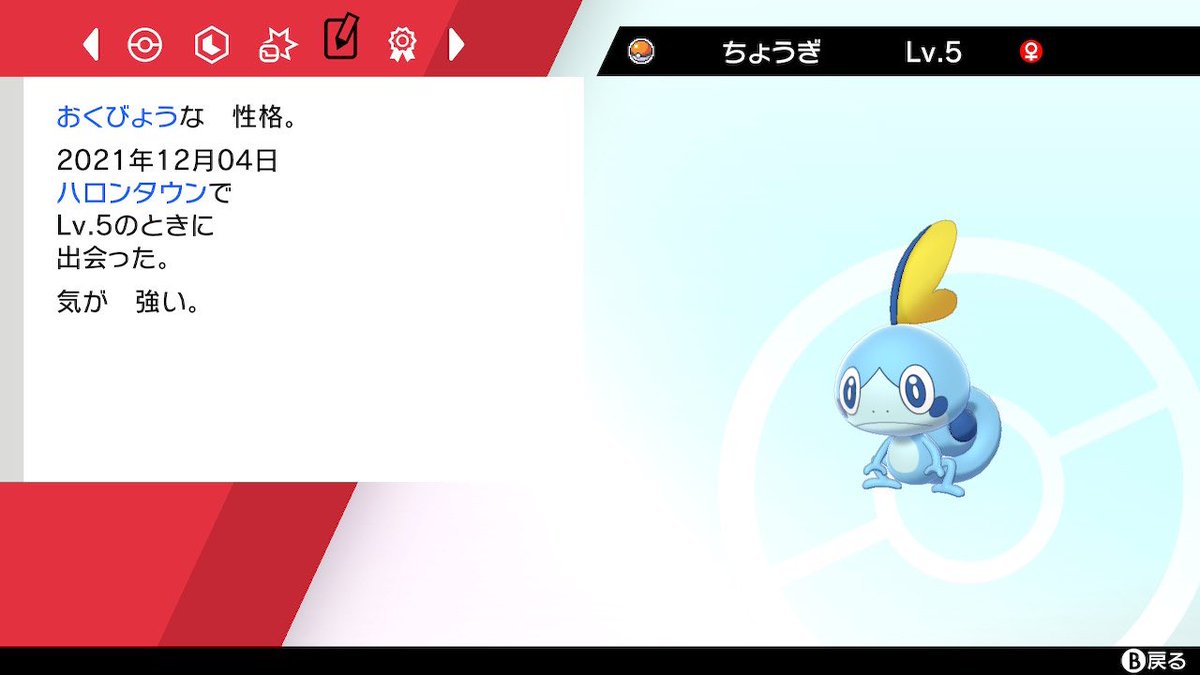 ちょうぎ Lv.5 ♀
おくびょうな 性格。
2021年12月04日
ハロンタウンで
Lv.5のときに
出会った。
気が 強い。
B戻る